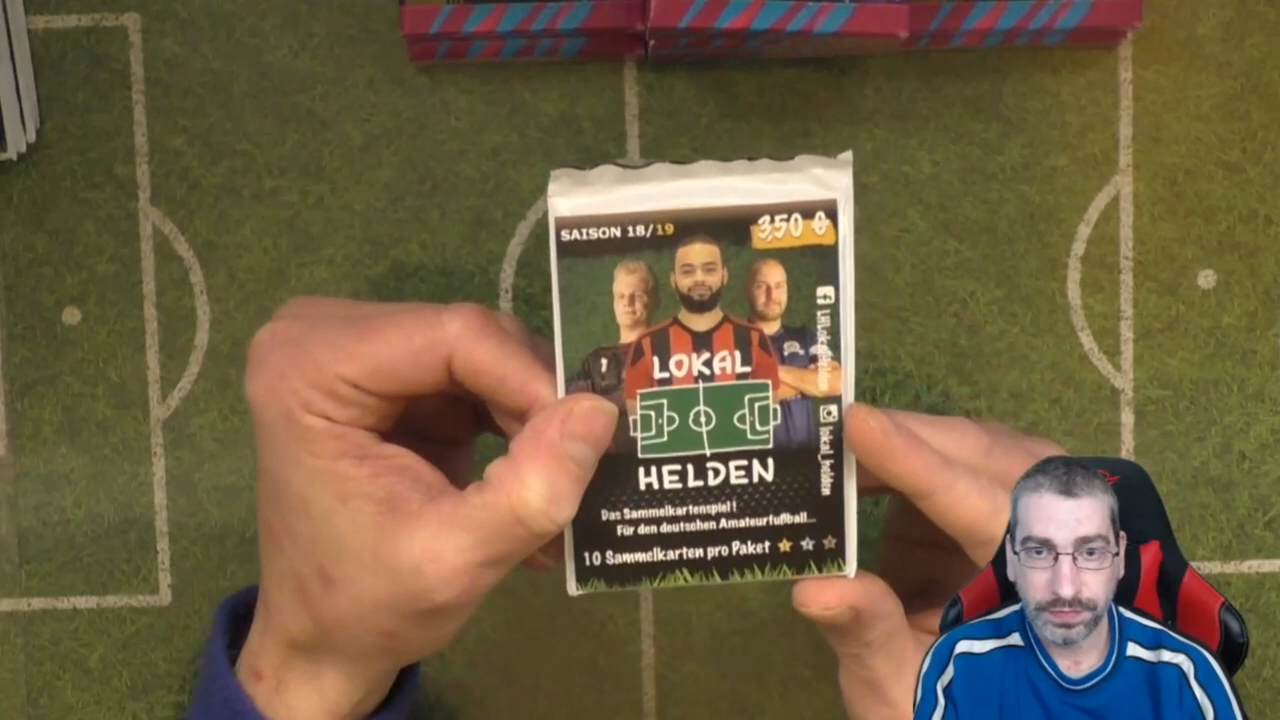 SAISON 18/19
3,50 €
LOKAL
HELDEN
Das Sammelkartenspiel!
Für den deutschen Amateurfußball...
10 Sammelkarten pro Paket
lokal_helden